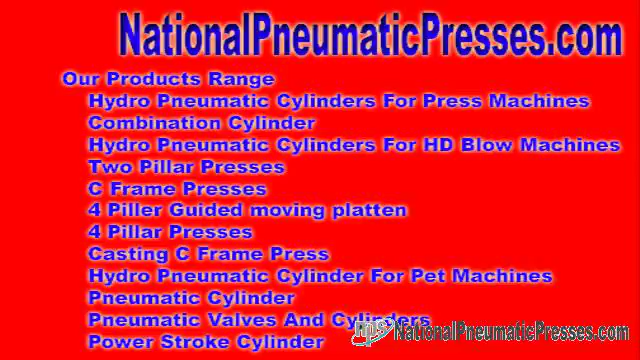 NationalPneumaticPresses.com
Our Products Range
Hydro Pneumatic Cylinders For Press Machines
Combination Cylinder
Hydro Pneumatic Cylinders For HD Blow Machines
Two Pillar Presses
C Frame Presses
4 Piller Guided moving platten
4 Pillar Presses
Casting C Frame Press
Hydro Pneumatic Cylinder For Pet Machines
Pneumatic Cylinder
Pneumatic Valves And Cylinders
NationalPneumaticPresses.com
Power Stroke Cylinder